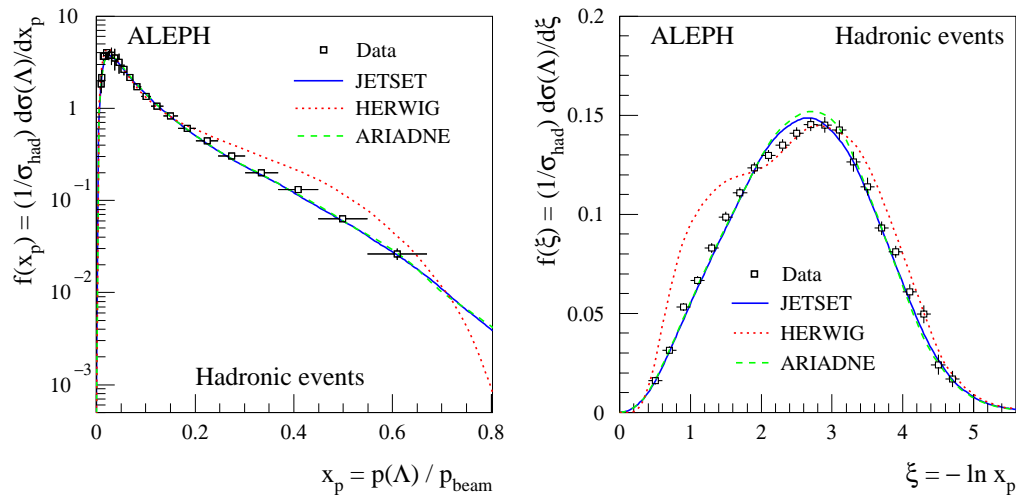 f(x_p) = (1/σ_had) dσ(Λ)/dx_p
10
1
10^−1
10^−2
10^−3
ALEPH
Data
JETSET
HERWIG
ARIADNE
Hadronic events
0 0.2 0.4 0.6 0.8
x_p = p(Λ) / p_beam
f(ξ) = (1/σ_had) dσ(Λ)/dξ
0.2
0.15
0.1
0.05
0
ALEPH Hadronic events
Data
JETSET
HERWIG
ARIADNE
0 1 2 3 4 5
ξ = − ln x_p